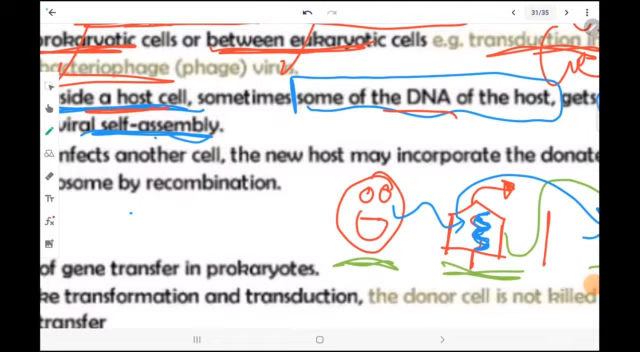 31/35
prokaryotic cells or between eukaryotic cells e.g. transduction
bacteriophage (phage) virus.
side a host cell, sometimes some of the DNA of the host, gets
viral self-assembly.
infects another cell, the new host may incorporate the donate
osome by recombination.
of gene transfer in prokaryotes.
ke transformation and transduction, the donor cell is not killed
transfer